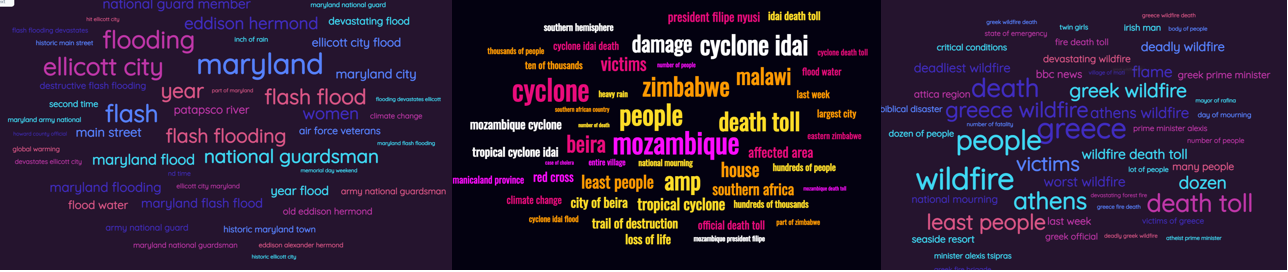 national guard member
maryland national guard
hit ellicott city
eddison hermond
devastating flood
flash flooding devastates
historic main street
flooding
inch of rain
ellicott city flood
ellicott city
maryland
maryland city
destructive flash flooding
year
part of maryland
second time
flash
patapsco river
flash flood
flooding devastates ellicott
women
climate change
maryland army national
howard county official
main street
flash flooding
air force veterans
maryland flash flooding
global warming
devastates ellicott city
maryland flood
national guardsman
memorial day weekend
nd time
maryland flooding
ellicott city maryland
year flood
army national guardsman
flood water
maryland flash flood
old eddison hermond
army national guard
historic maryland town
maryland national guardsman
eddison alexander hermond
historic ellicott city
president filipe nyusi
idai death toll
southern hemisphere
thousands of people
cyclone idai death
damage
cyclone idai
cyclone death toll
ten of thousands
victims
number of people
malawi
flood water
cyclone
heavy rain
zimbabwe
last week
southern african country
mozambique cyclone
number of death
people
death toll
largest city
beira
mozambique
eastern zimbabwe
tropical cyclone idai
affected area
entire village
national mourning
house
hundreds of people
manicaland province
red cross
least people
amp
southern africa
mozambique death toll
climate change
city of beira
tropical cyclone
hundreds of thousands
cyclone idai flood
trail of destruction
official death toll
part of zimbabwe
loss of life
mozambique president filipe
greece wildfire death
greek wildfire death
twin girls
irish man
body of people
state of emergency
fire death toll
critical conditions
deadly wildfire
devastating wildfire
deadliest wildfire
bbc news
village of mati
flame
greek prime minister
attica region
death
greek wildfire
mayor of rafina
biblical disaster
greece wildfire
athens wildfire
day of mourning
number of fatality
dozen of people
people
greece
prime minister alexis
number of people
victims
wildfire death toll
lot of people
many people
wildfire
worst wildfire
dozen
national mourning
athens
devastating forest fire
greece fire death
death toll
least people
last week
victims of greece
seaside resort
greek official
deadly greek wildfire
atheist prime minister
minister alexis tsipras